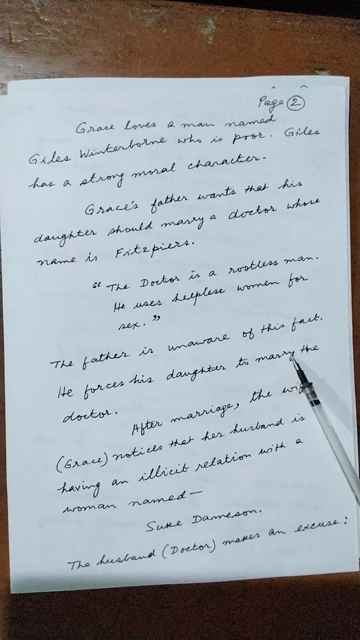 Page 2
Grace loves a man named
Giles Winterborne who is poor. Giles
has a strong moral character.
Grace's father wants that his
daughter should marry a doctor whose
name is Fitzpiers.
" The Doctor is a rootless man.
He uses helpless women for
sex. "
The father is unaware of this fact.
He forces his daughter to marry the
doctor.
After marriage, the
(Grace) notices that her husband is
having an illicit relation with a
woman named —
Suke Dameson.
The husband (Doctor) makes an excuse :